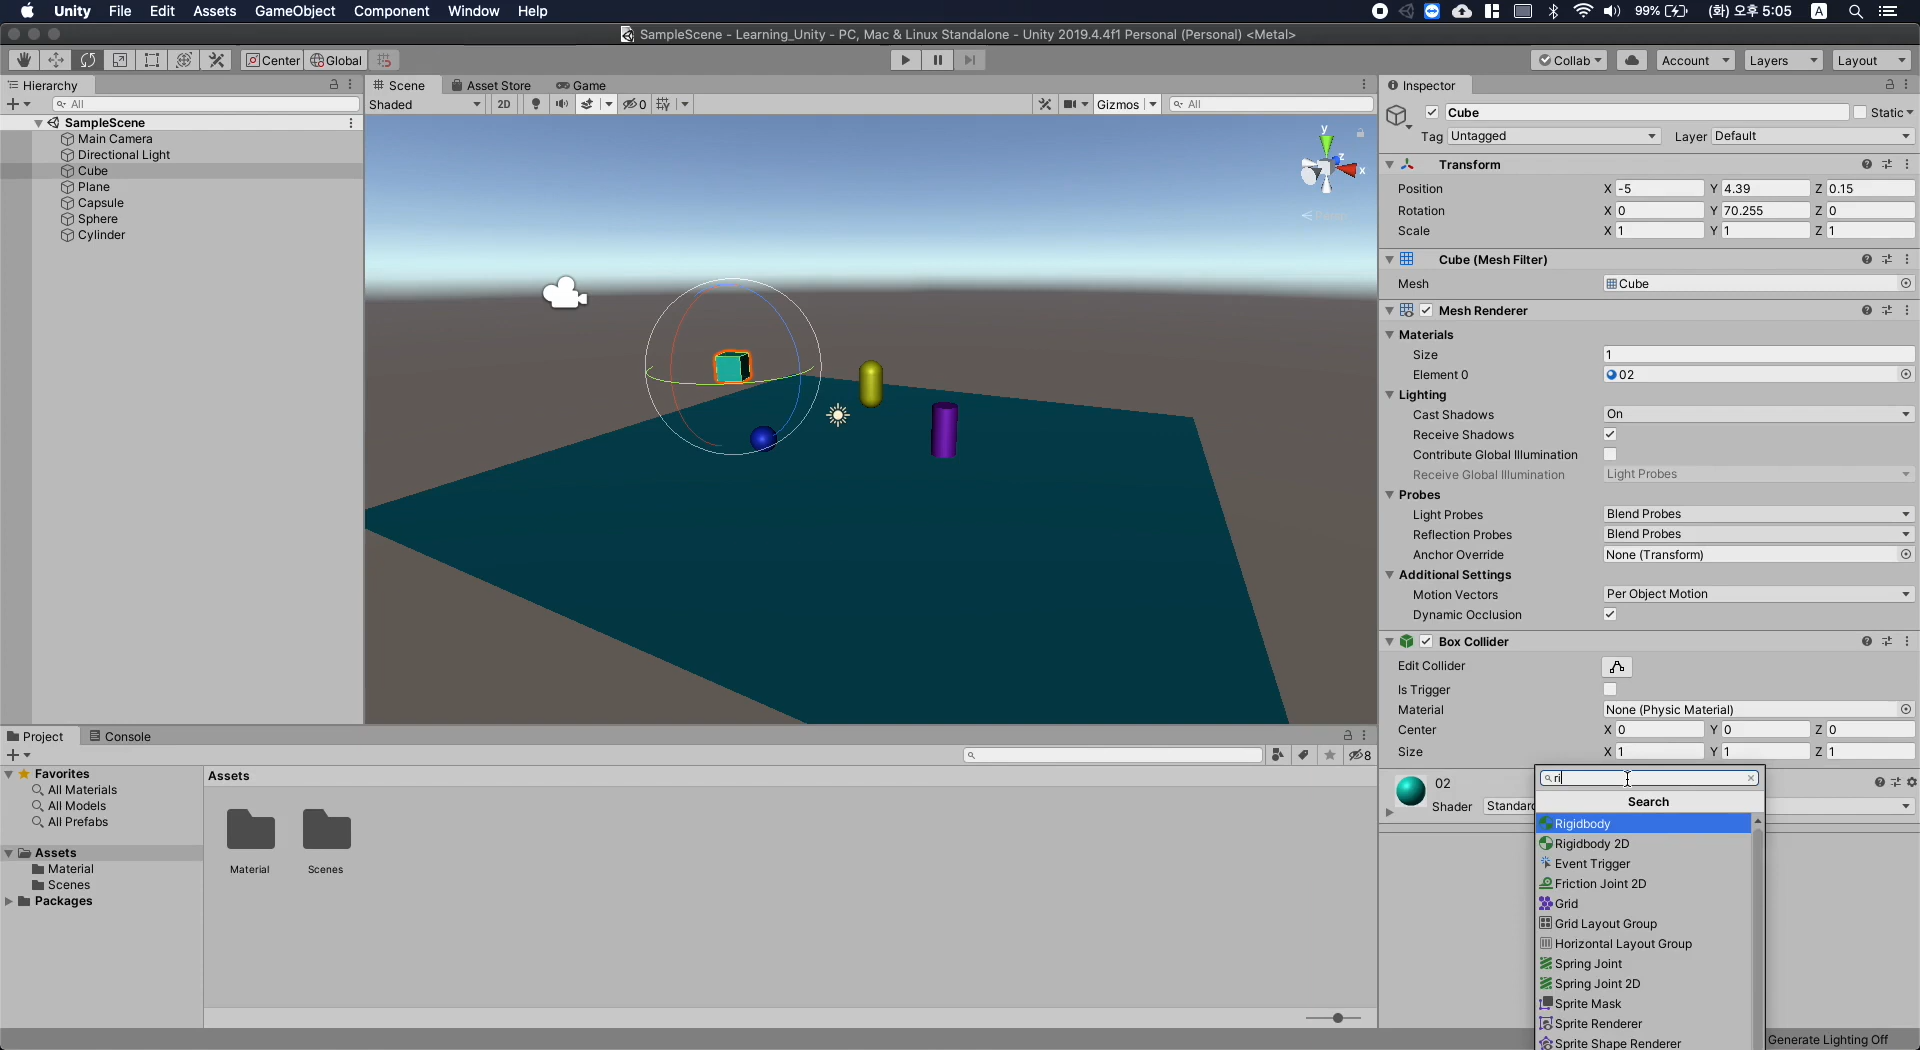 Unity File Edit Assets GameObject Component Window Help
99% (화) 오후 5:05 A
SampleScene - Learning_Unity - PC, Mac & Linux Standalone - Unity 2019.4.4f1 Personal (Personal) <Metal>
Center Global
Collab Account Layers Layout
Hierarchy
All
SampleScene
Main Camera
Directional Light
Cube
Plane
Capsule
Sphere
Cylinder
Scene Asset Store Game
Shaded 2D 0 Gizmos All
y
z
x
Persp
Inspector
Cube Static
Tag Untagged Layer Default
Transform
Position X -5 Y 4.39 Z 0.15
Rotation X 0 Y 70.255 Z 0
Scale X 1 Y 1 Z 1
Cube (Mesh Filter)
Mesh Cube
Mesh Renderer
Materials
Size 1
Element 0 02
Lighting
Cast Shadows On
Receive Shadows
Contribute Global Illumination
Receive Global Illumination Light Probes
Probes
Light Probes Blend Probes
Reflection Probes Blend Probes
Anchor Override None (Transform)
Additional Settings
Motion Vectors Per Object Motion
Dynamic Occlusion
Box Collider
Edit Collider
Is Trigger
Material None (Physic Material)
Center X 0 Y 0 Z 0
Size X 1 Y 1 Z 1
02
Shader Standard
ri
Search
Rigidbody
Rigidbody 2D
Event Trigger
Friction Joint 2D
Grid
Grid Layout Group
Horizontal Layout Group
Spring Joint
Spring Joint 2D
Sprite Mask
Sprite Renderer
Sprite Shape Renderer
Project Console
8
Favorites
All Materials
All Models
All Prefabs
Assets
Material
Scenes
Packages
Assets
Material
Scenes
Generate Lighting Off